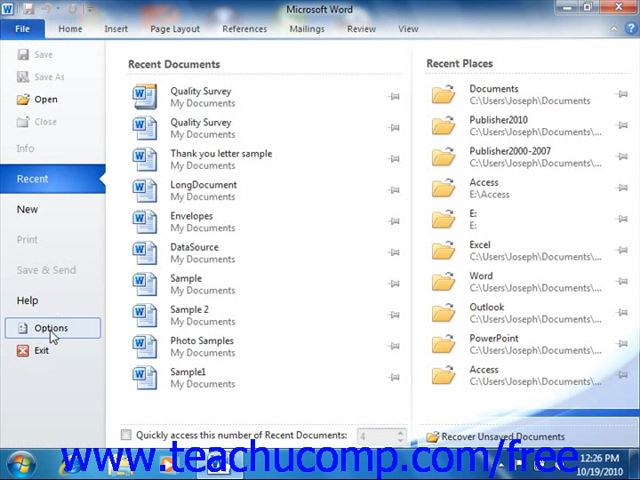 Microsoft Word
File Home Insert Page Layout References Mailings Review View
Save
Save As
Open
Close
Info
Recent
New
Print
Save & Send
Help
Options
Exit
Recent Documents
Quality Survey
My Documents
Quality Survey
My Documents
Thank you letter sample
My Documents
LongDocument
My Documents
Envelopes
My Documents
DataSource
My Documents
Sample
My Documents
Sample 2
My Documents
Photo Samples
My Documents
Sample1
My Documents
Quickly access this number of Recent Documents: 4
Recent Places
Documents
C:\Users\Joseph\Documents
Publisher2010
C:\Users\Joseph\Documents\...
Publisher2000-2007
C:\Users\Joseph\Documents\...
Access
E:\Access
E:
E:
Excel
C:\Users\Joseph\Documents\...
Word
C:\Users\Joseph\Documents\...
Outlook
C:\Users\Joseph\Documents\...
PowerPoint
C:\Users\Joseph\Documents\...
Access
C:\Users\Joseph\Documents\...
Recover Unsaved Documents
www.teachucomp.com/free
12:26 PM
10/19/2010